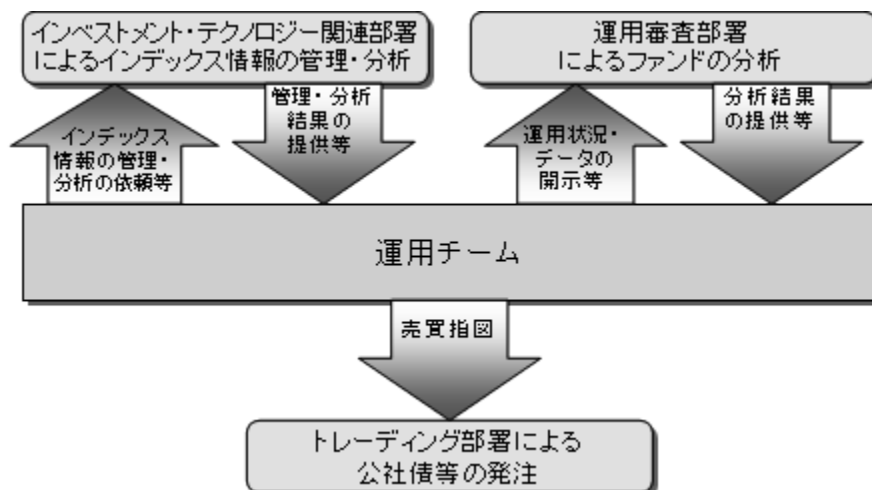 インベストメント・テクノロジー関連部署
によるインデックス情報の管理・分析
運用審査部署
によるファンドの分析
インデックス
情報の管理・
分析の依頼等
管理・分析
結果の
提供等
運用状況・
データの
開示等
分析結果
の提供等
運用チーム
売買指図
トレーディング部署による
公社債等の発注